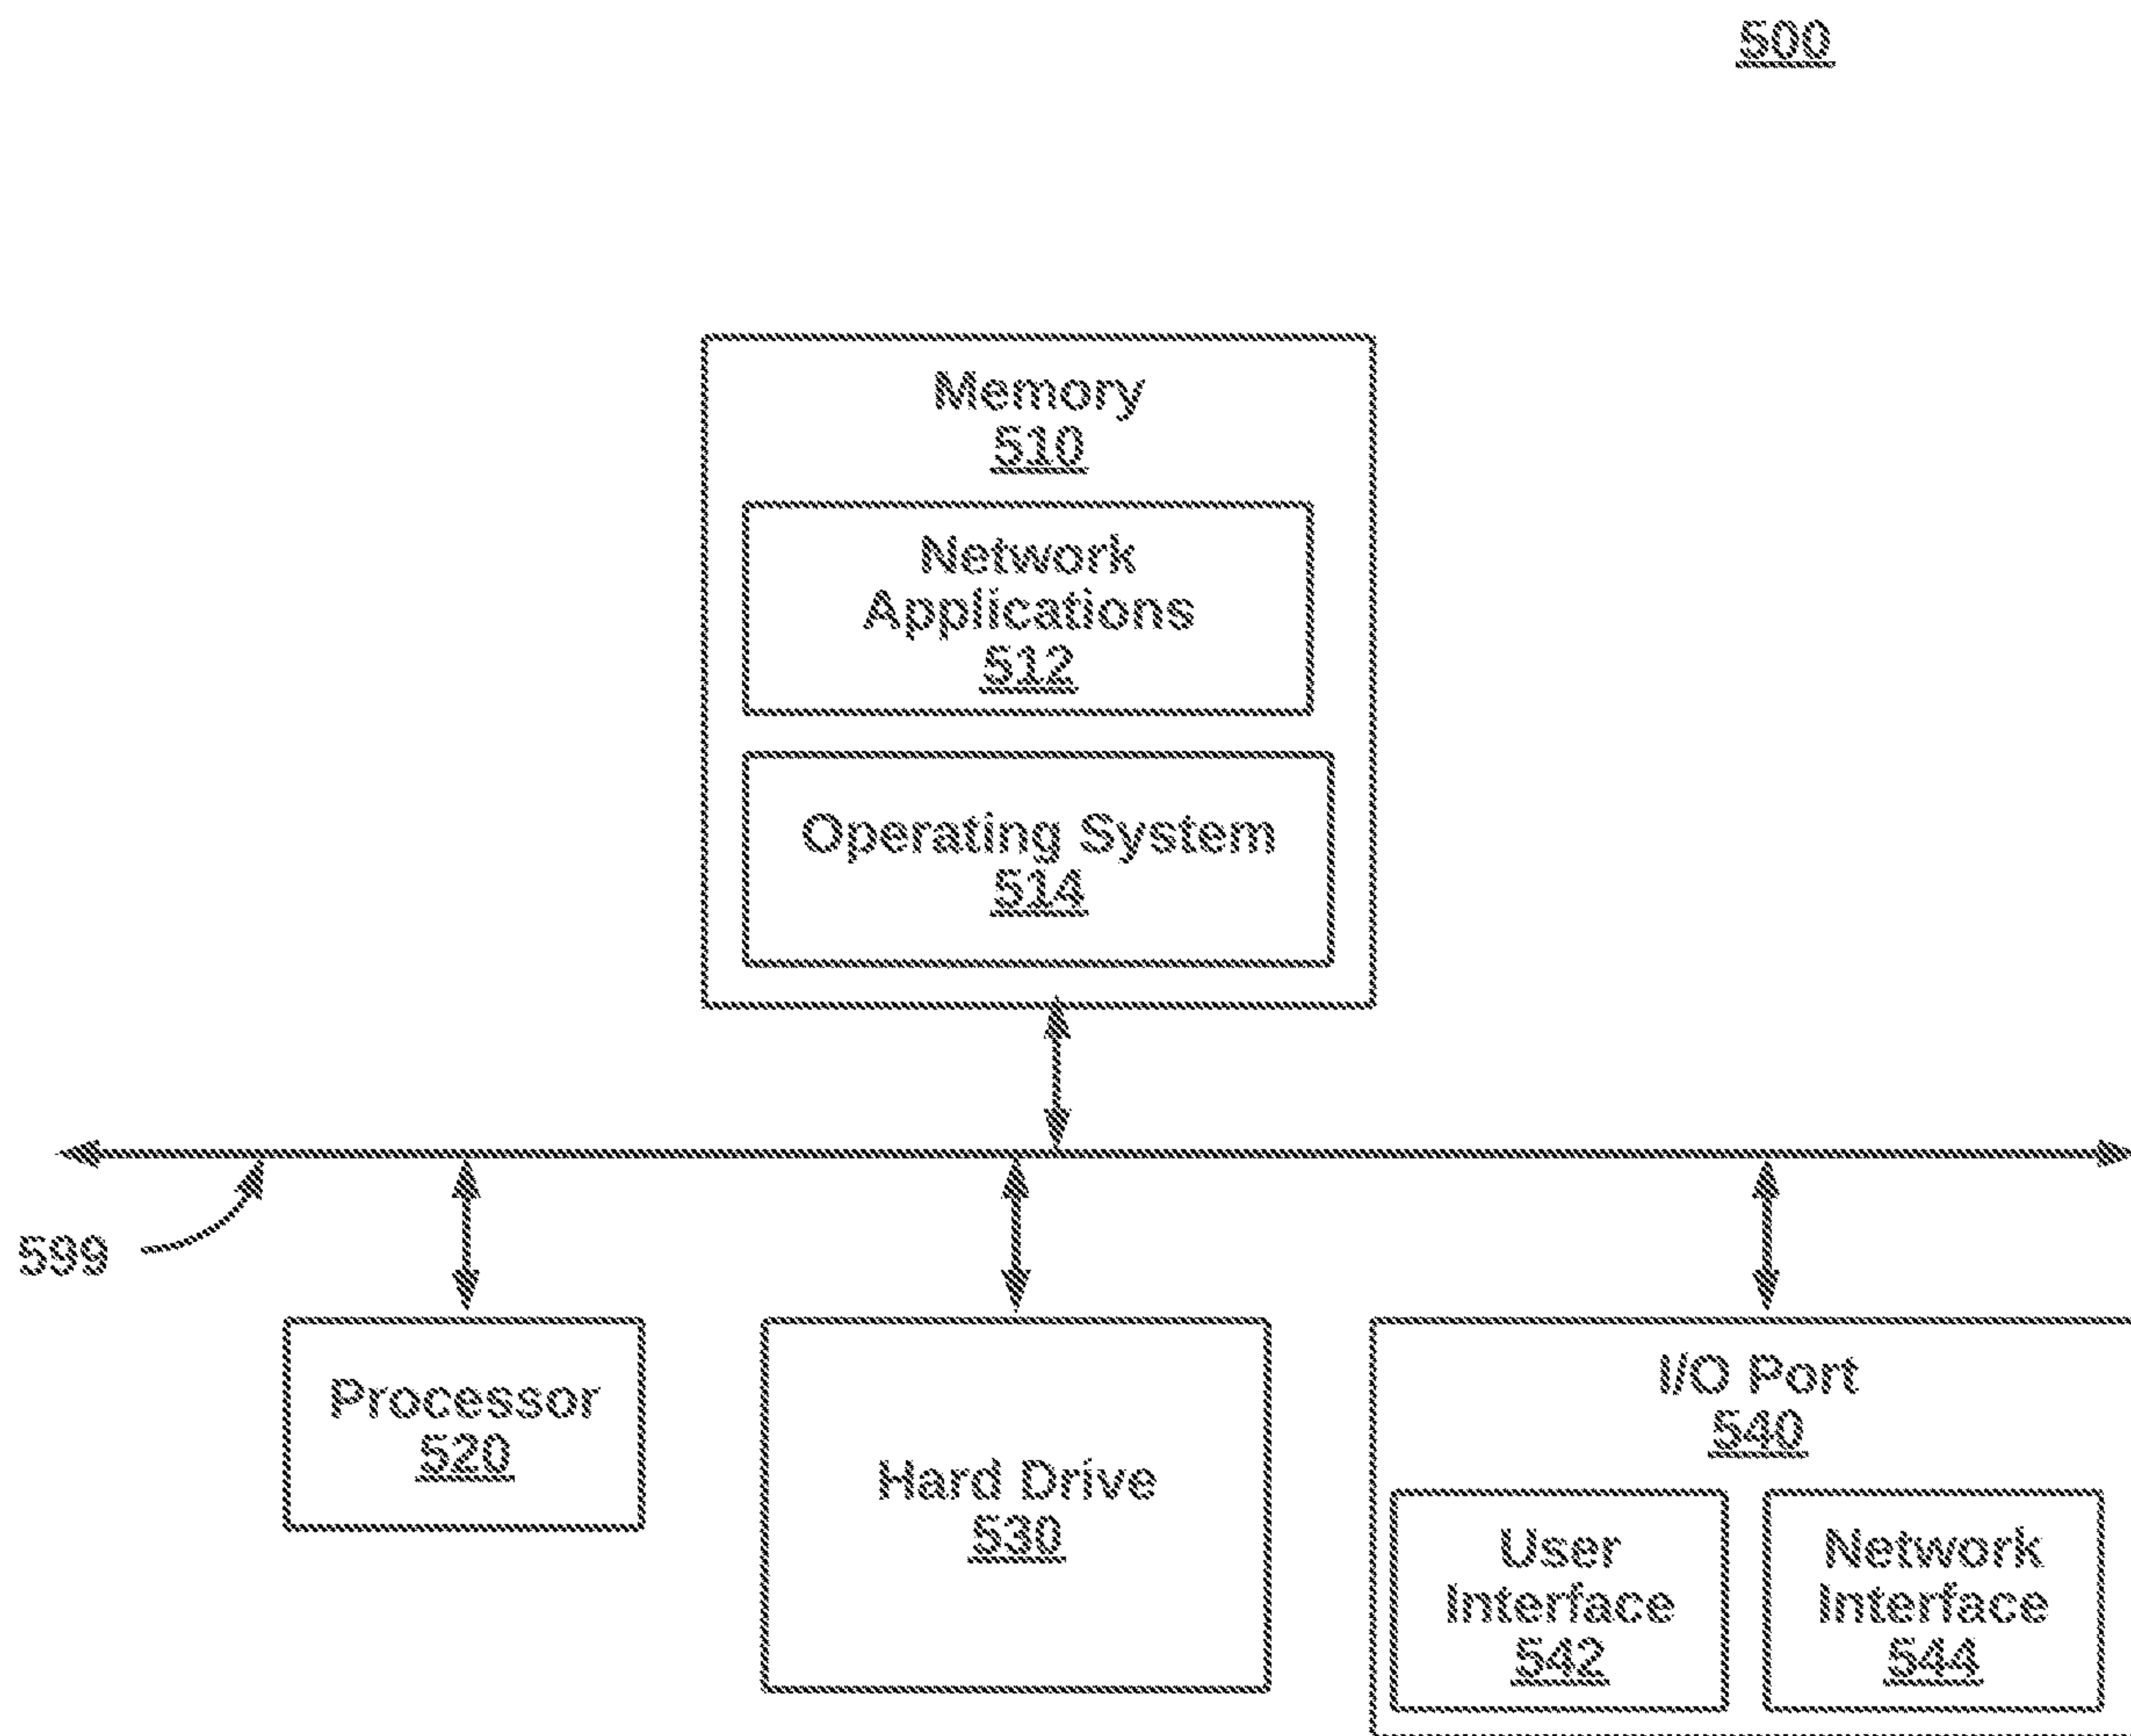 500
Memory
510
Network
Applications
512
Operating System
514
599
Processor
520
Hard Drive
530
I/O Port
540
User
Interface
542
Network
Interface
544